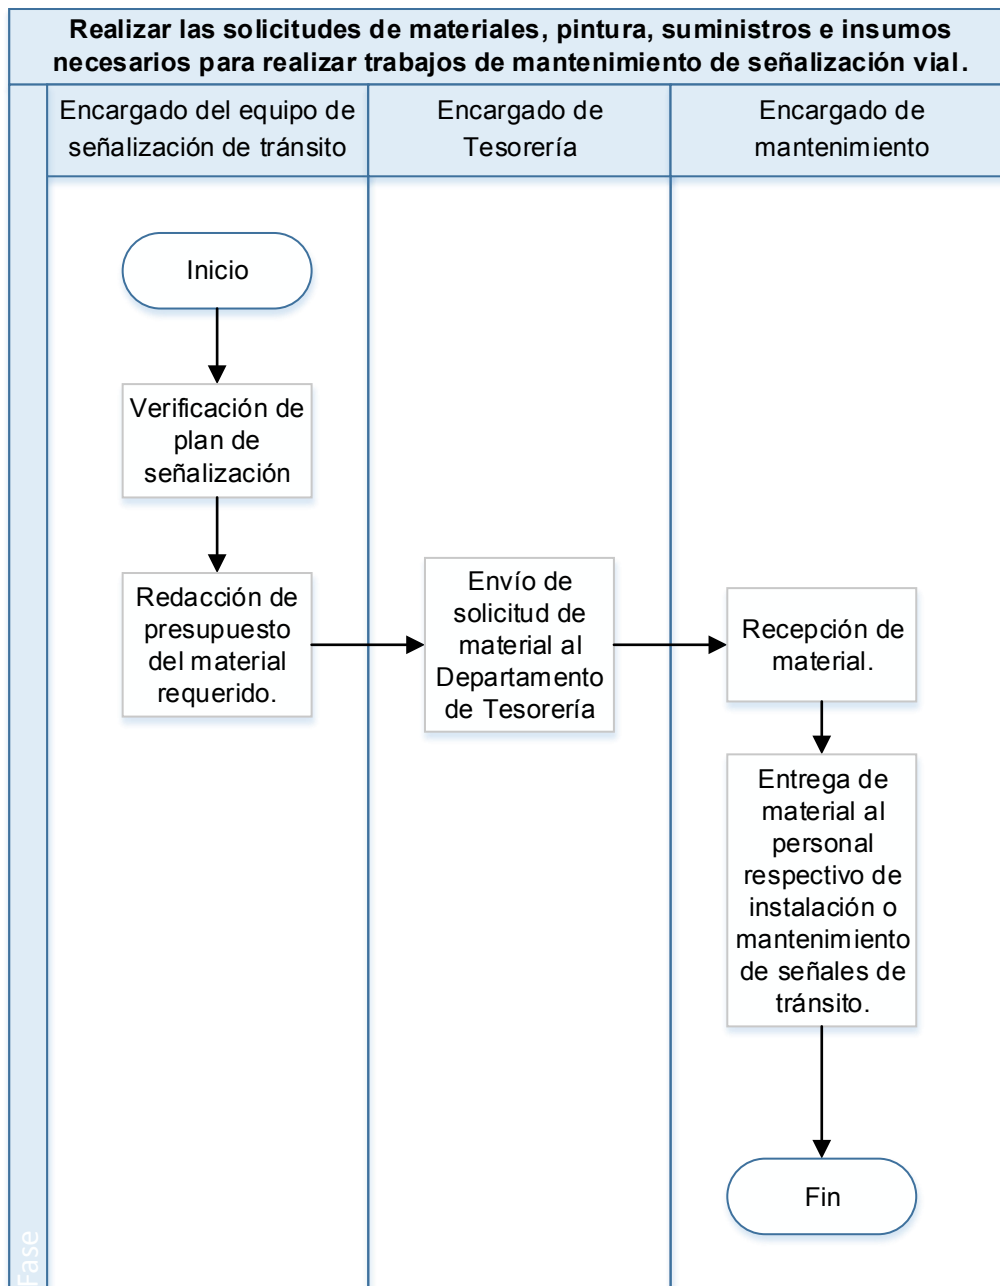 Realizar las solicitudes de materiales, pintura, suministros e insumos
necesarios para realizar trabajos de mantenimiento de señalización vial.
Encargado del equipo de
señalización de tránsito
Encargado de
Tesorería
Encargado de
mantenimiento
Inicio
Verificación de
plan de
señalización
Redacción de
presupuesto
del material
requerido.
Envío de
solicitud de
material al
Departamento
de Tesorería
Recepción de
material.
Entrega de
material al
personal
respectivo de
instalación o
mantenimiento
de señales de
tránsito.
Fin
Fase